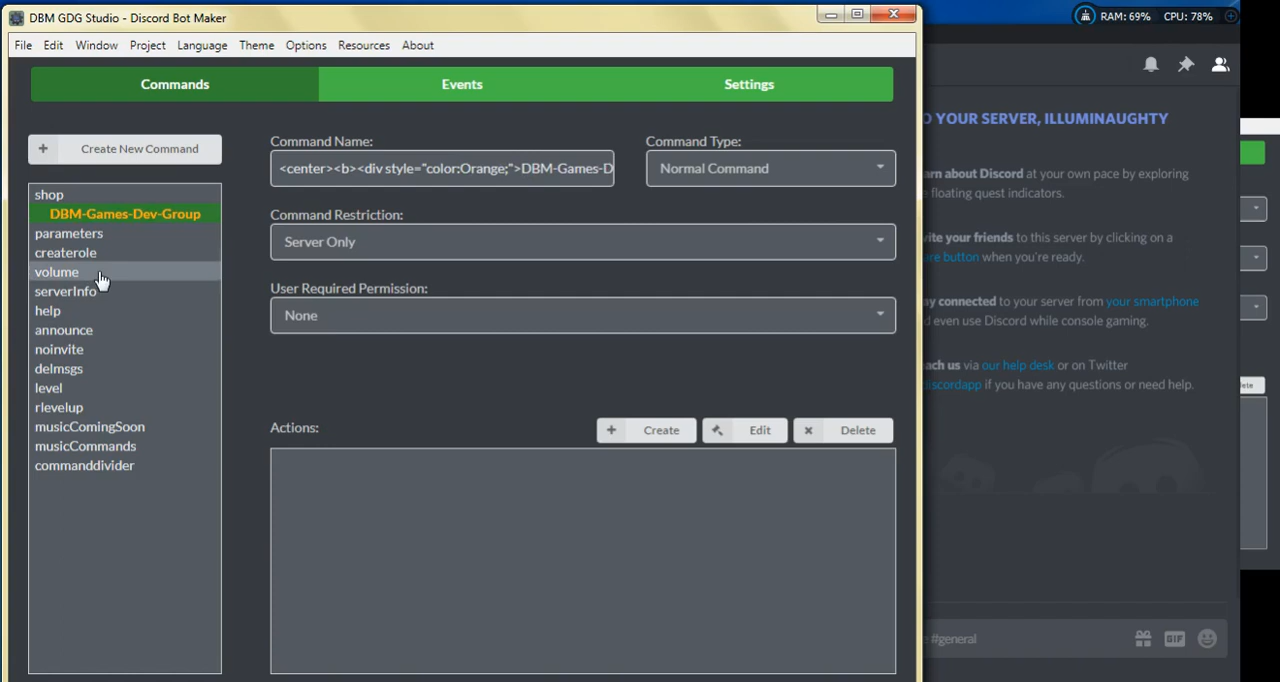 DBM GDG Studio - Discord Bot Maker
RAM: 69% CPU: 78%
File Edit Window Project Language Theme Options Resources About
Commands Events Settings
Create New Command
shop
DBM-Games-Dev-Group
parameters
createrole
volume
serverInfo
help
announce
noinvite
delmsgs
level
rlevelup
musicComingSoon
musicCommands
commanddivider
Command Name:
<center><b><div style="color:Orange;">DBM-Games-D
Command Type:
Normal Command
Command Restriction:
Server Only
User Required Permission:
None
Actions:
Create Edit Delete
O YOUR SERVER, ILLUMINAUGHTY
arn about Discord at your own pace by exploring
e floating quest indicators.
vite your friends to this server by clicking on a
ure button when you're ready.
ay connected to your server from your smartphone
d even use Discord while console gaming.
ach us via our help desk or on Twitter
discordapp if you have any questions or need help.
lete
e #general
GIF